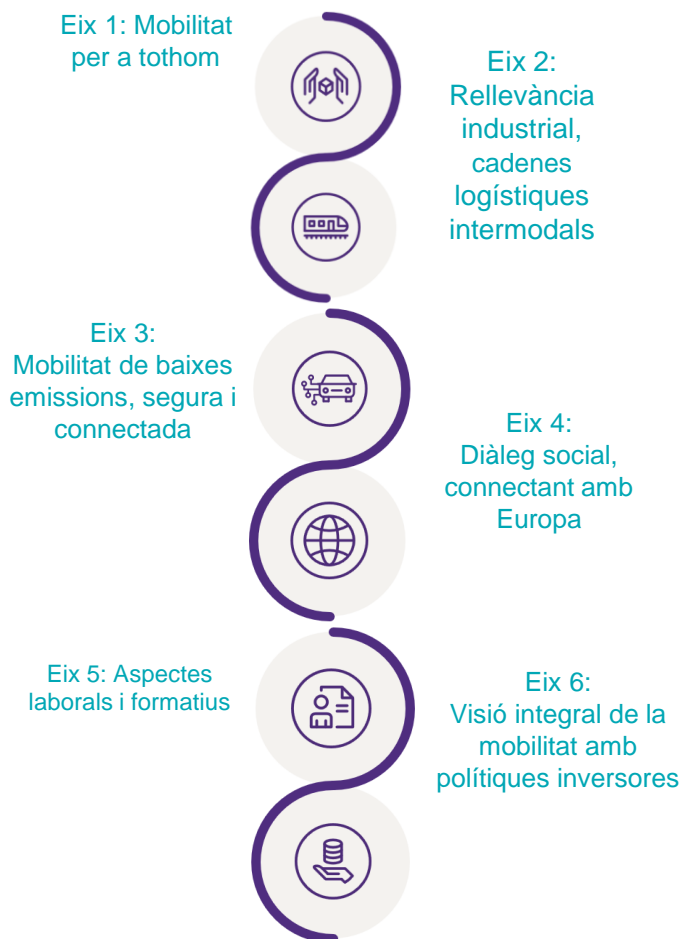 Eix 1: Mobilitat
per a tothom
Eix 2:
Rellevància
industrial,
cadenes
logístiques
intermodals
Eix 3:
Mobilitat de baixes
emissions, segura i
connectada
Eix 4:
Diàleg social,
connectant amb
Europa
Eix 5: Aspectes
laborals i formatius
Eix 6:
Visió integral de la
mobilitat amb
polítiques inversores